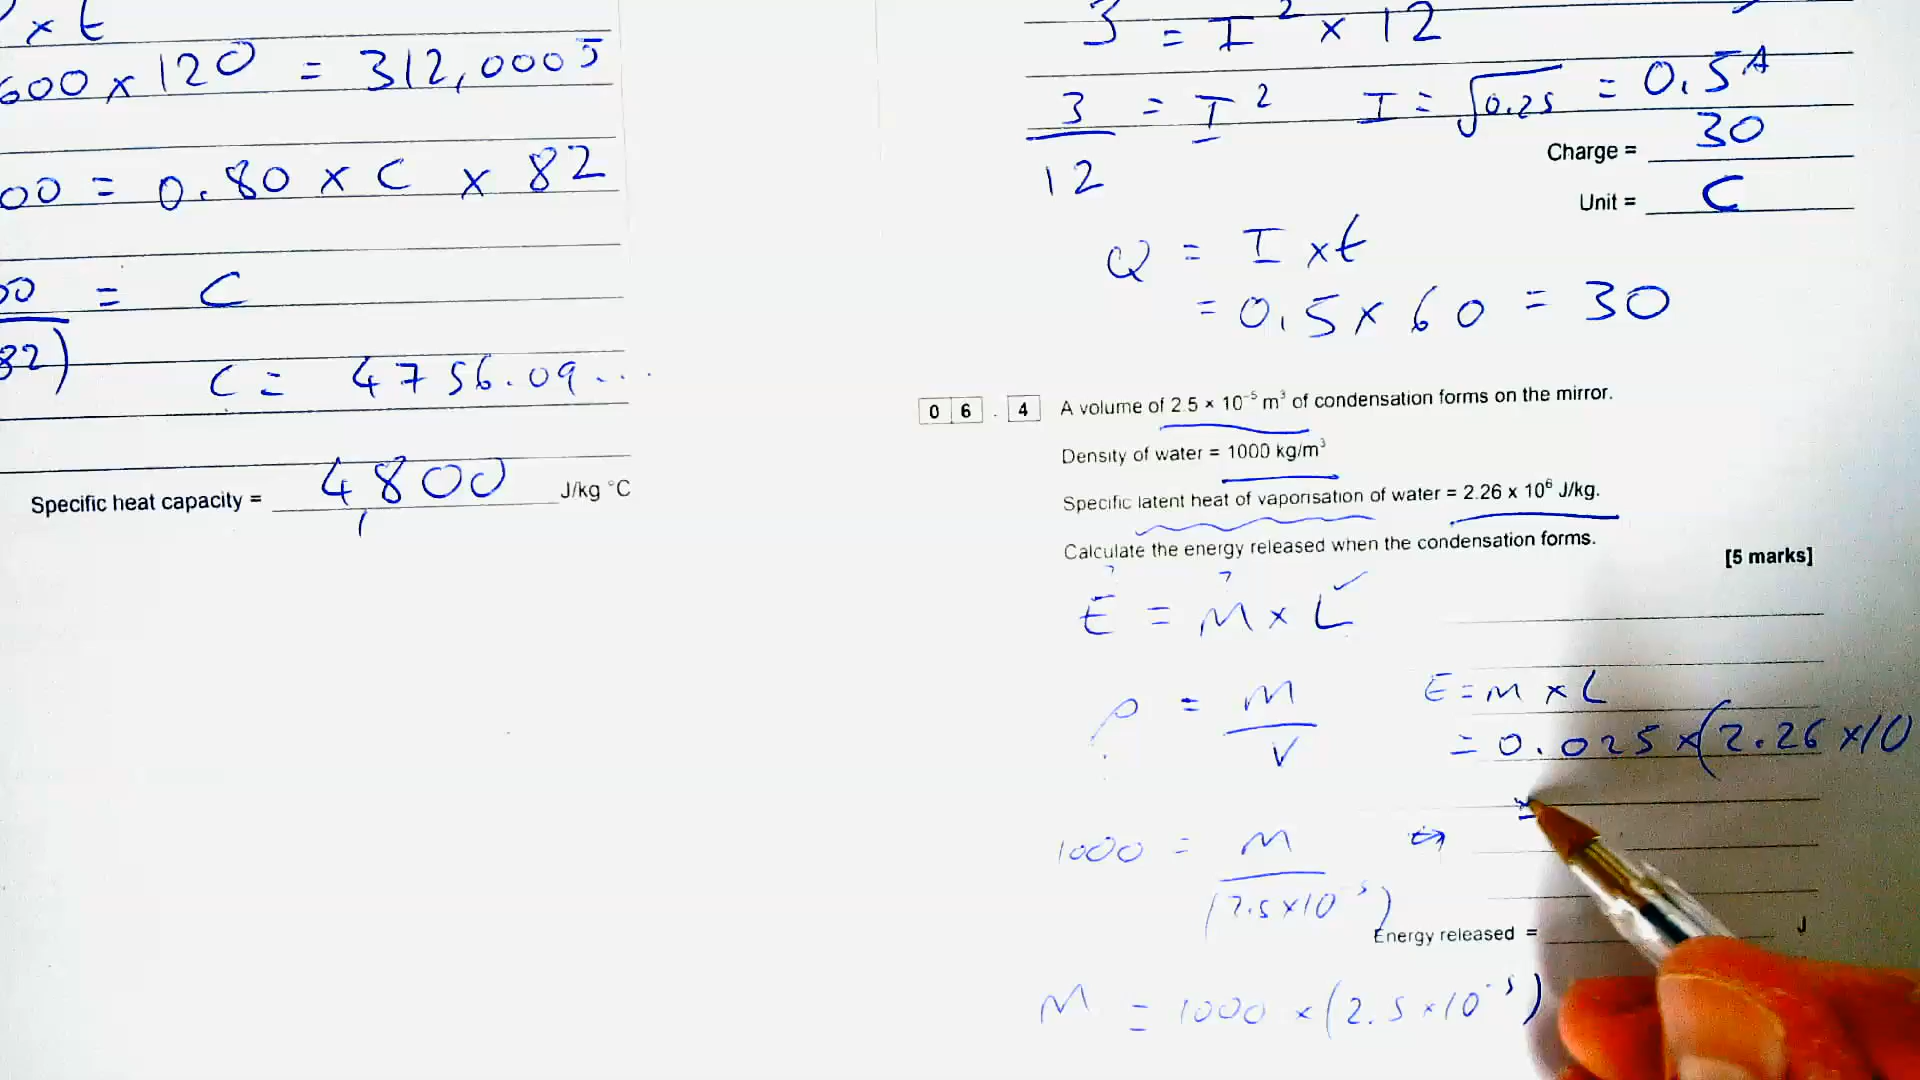 x t
600 x 120 = 312,000J
00 = 0.80 x C x 82
00 = C
82)
C = 4756.09...
4800
Specific heat capacity = J/kg °C
3 = I² x 12
3/12 = I² I = √0.25 = 0.5A
Charge = 30
Unit = C
Q = I x t
= 0.5 x 60 = 30
06.4 A volume of 2.5 × 10⁻⁵ m³ of condensation forms on the mirror.
Density of water = 1000 kg/m³
Specific latent heat of vaporisation of water = 2.26 x 10⁶ J/kg.
Calculate the energy released when the condensation forms.
[5 marks]
? ? ✓
E = M x L
ρ = M/V
E = M x L
= 0.025 x (2.26 x 10
1000 = M/(2.5 x 10⁻⁵)
Energy released = J
M = 1000 x (2.5 x 10⁻⁵)